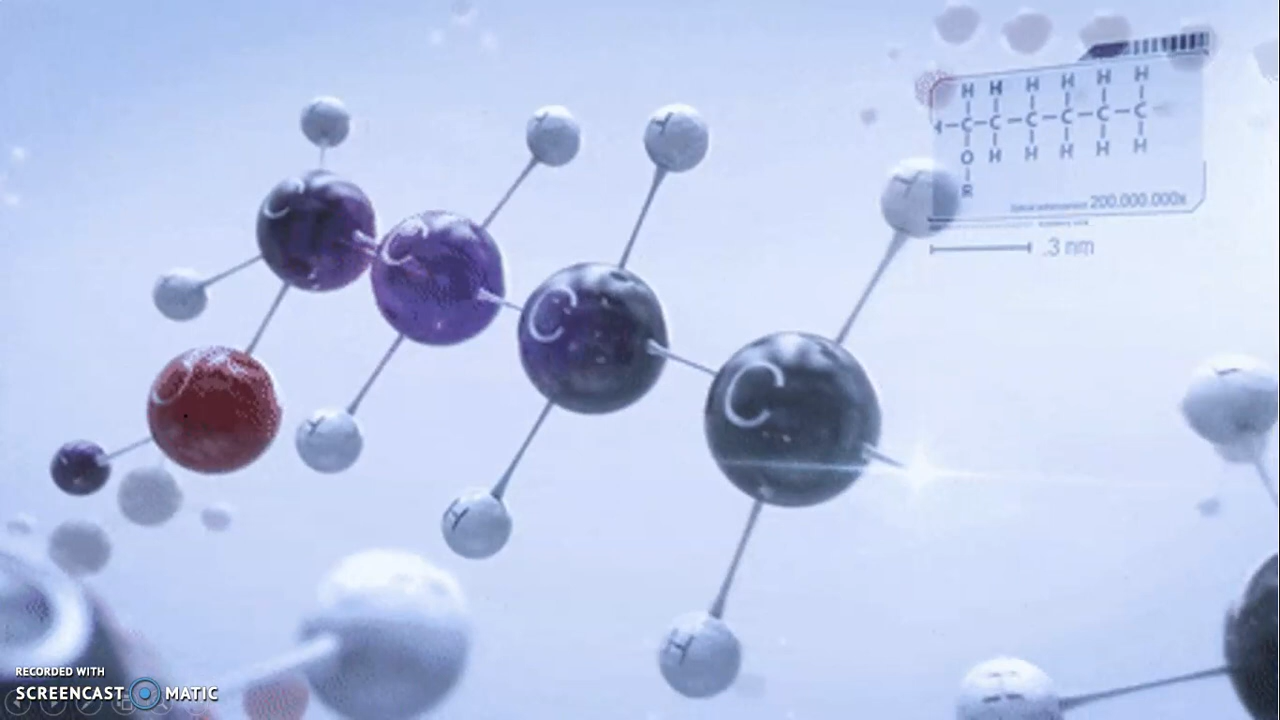 H H H H H H
H-C-C-C-C-C-C
O H H H H H
R
200.000.000x
.3 nm
C
C
C
C
H
H
H
H
H
H
RECORDED WITH
SCREENCAST MATIC